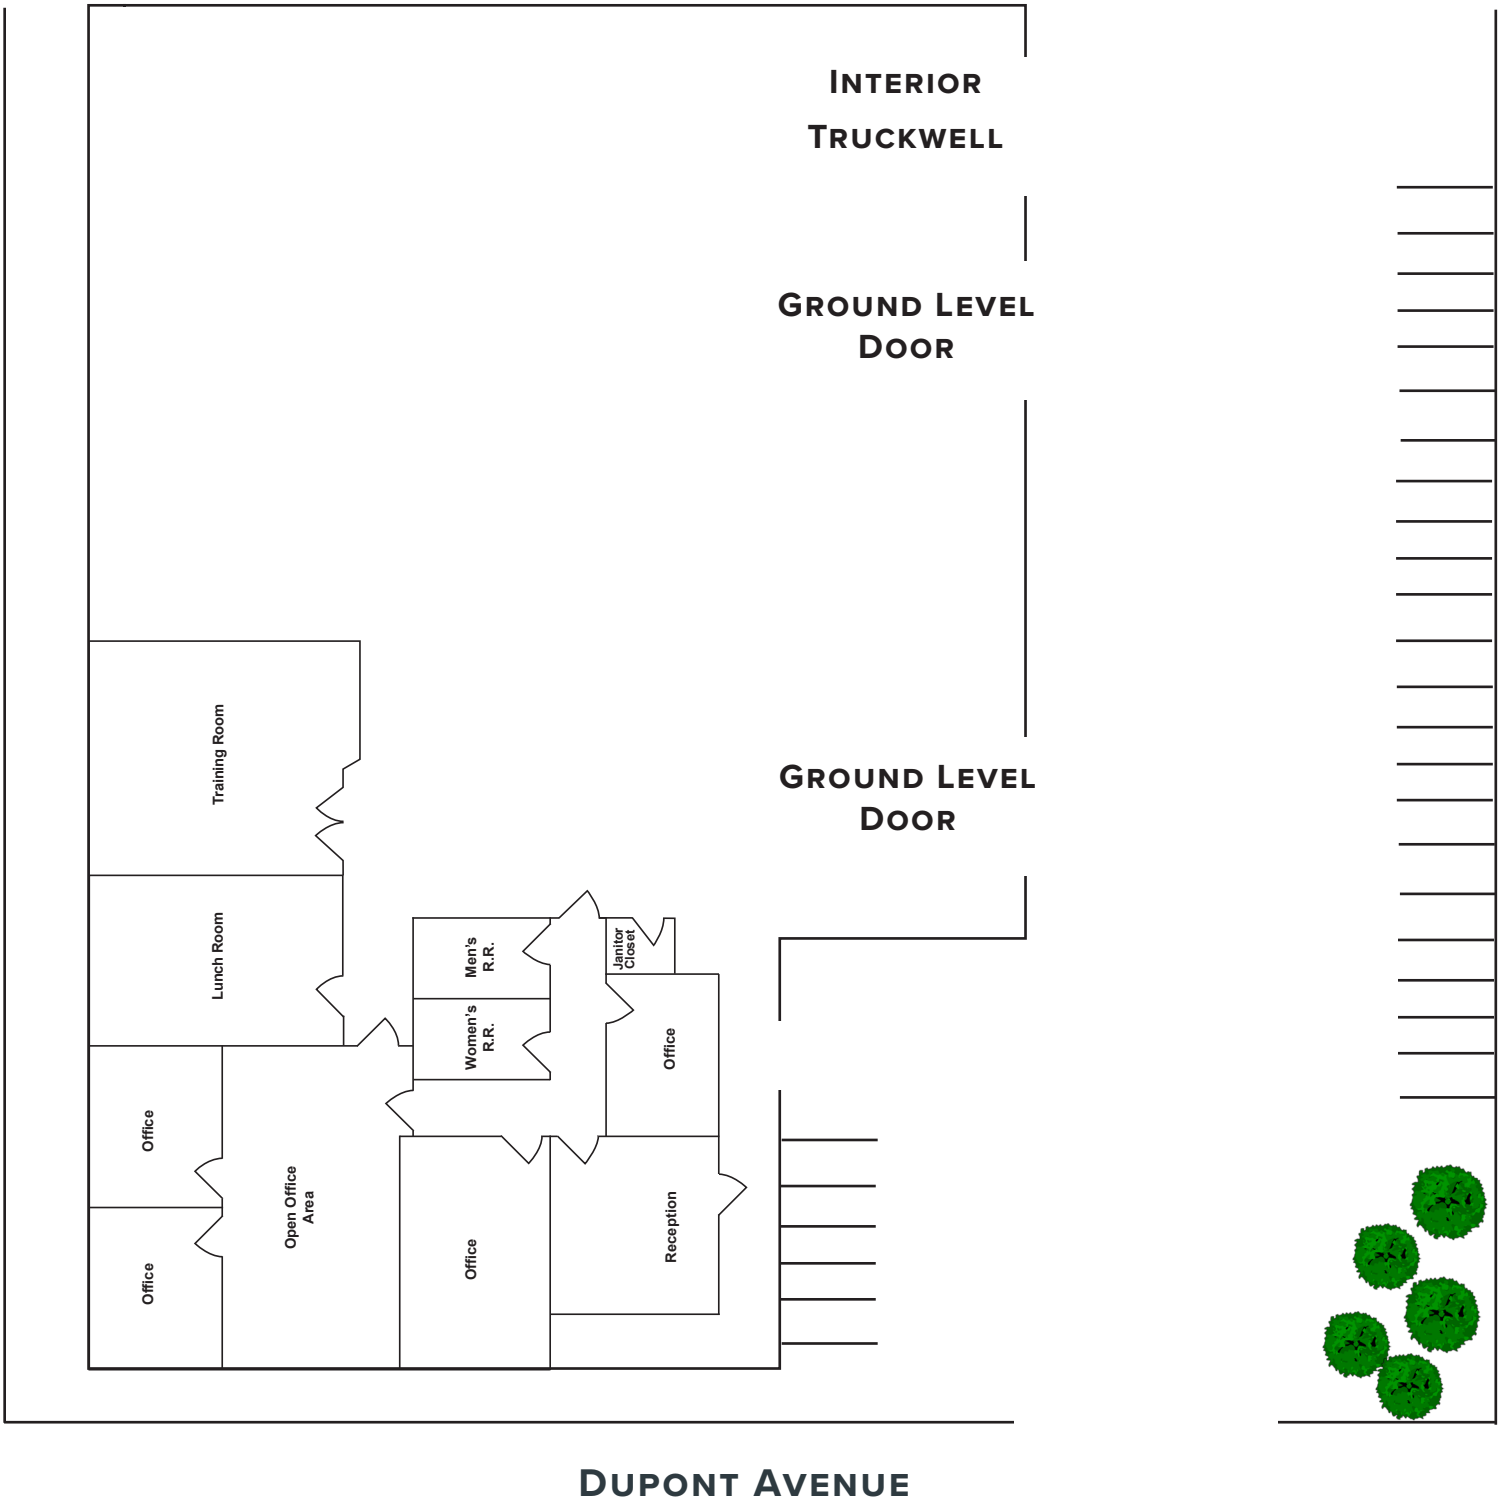 INTERIOR
TRUCKWELL
GROUND LEVEL
DOOR
Training Room
GROUND LEVEL
DOOR
Lunch Room
Men's
R.R.
Janitor
Closet
Women's
R.R.
Office
Office
Open Office
Area
Office
Reception
Office
DUPONT AVENUE